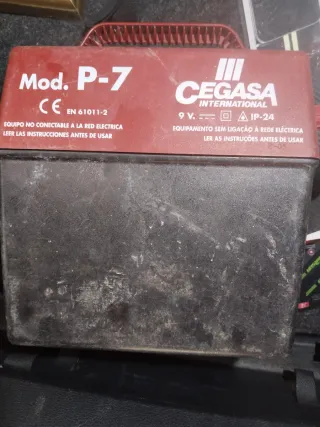 Mod. P-7
CE EN 61011-2
EQUIPO NO CONECTABLE A LA RED ELECTRICA
LEER LAS INSTRUCCIONES ANTES DE USAR
CEGASA
INTERNATIONAL
9 V. IP-24
EQUIPAMENTO SEM LIGAÇÃO À REDE ELÉCTRICA
LER AS INSTRUÇÕES ANTES DE USAR